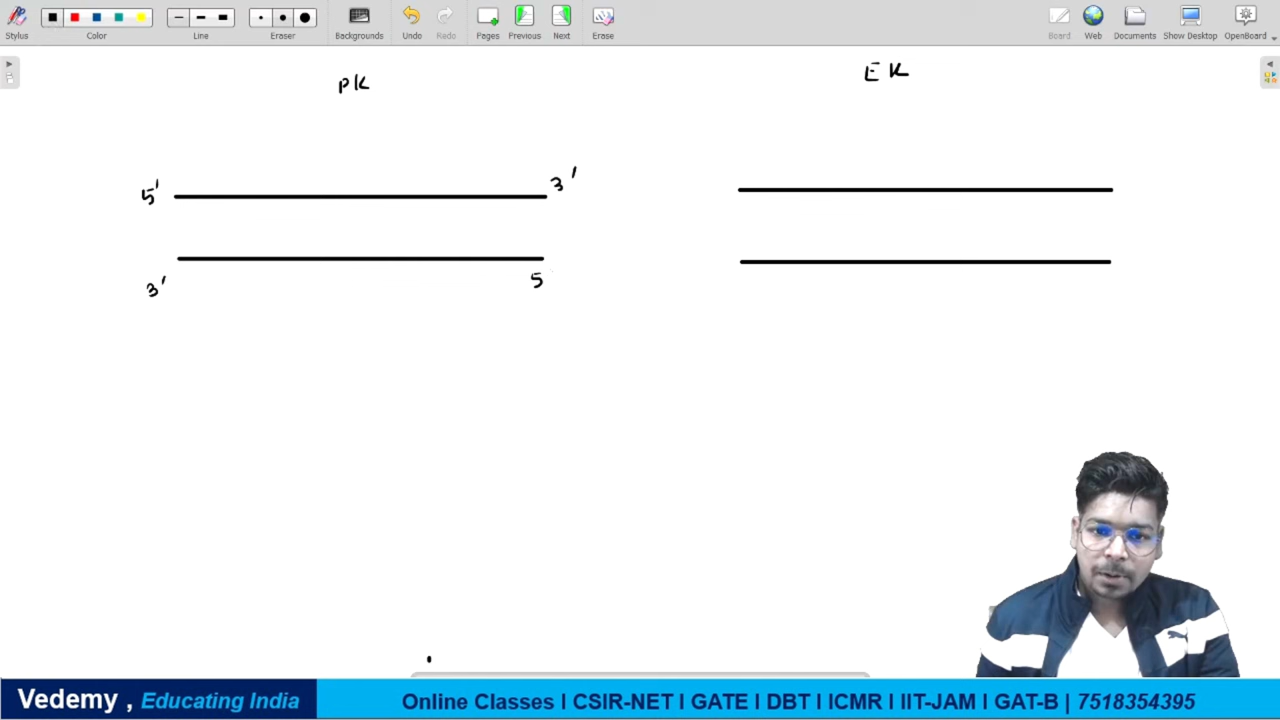 Stylus Color Line Eraser Backgrounds Undo Redo Pages Previous Next Erase Board Web Documents Show Desktop OpenBoard
PK
EK
5' 3'
3' 5
Vedemy , Educating India
Online Classes I CSIR-NET I GATE I DBT I ICMR I IIT-JAM I GAT-B | 7518354395